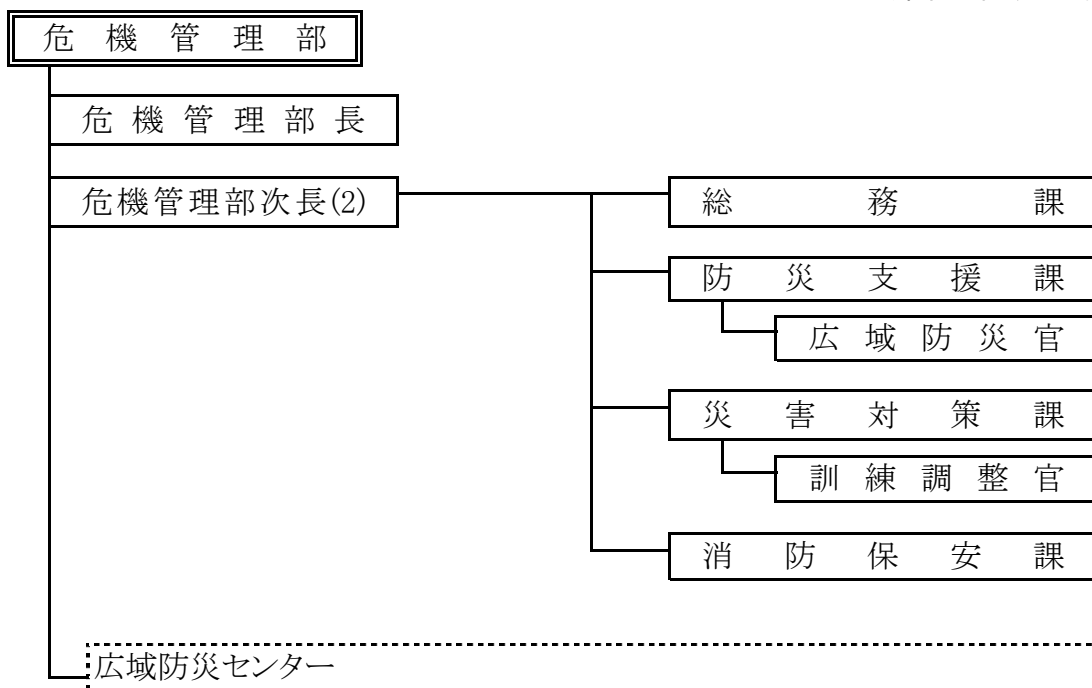 危機管理部
危機管理部長
危機管理部次長(2)
総務課
防災支援課
広域防災官
災害対策課
訓練調整官
消防保安課
広域防災センター